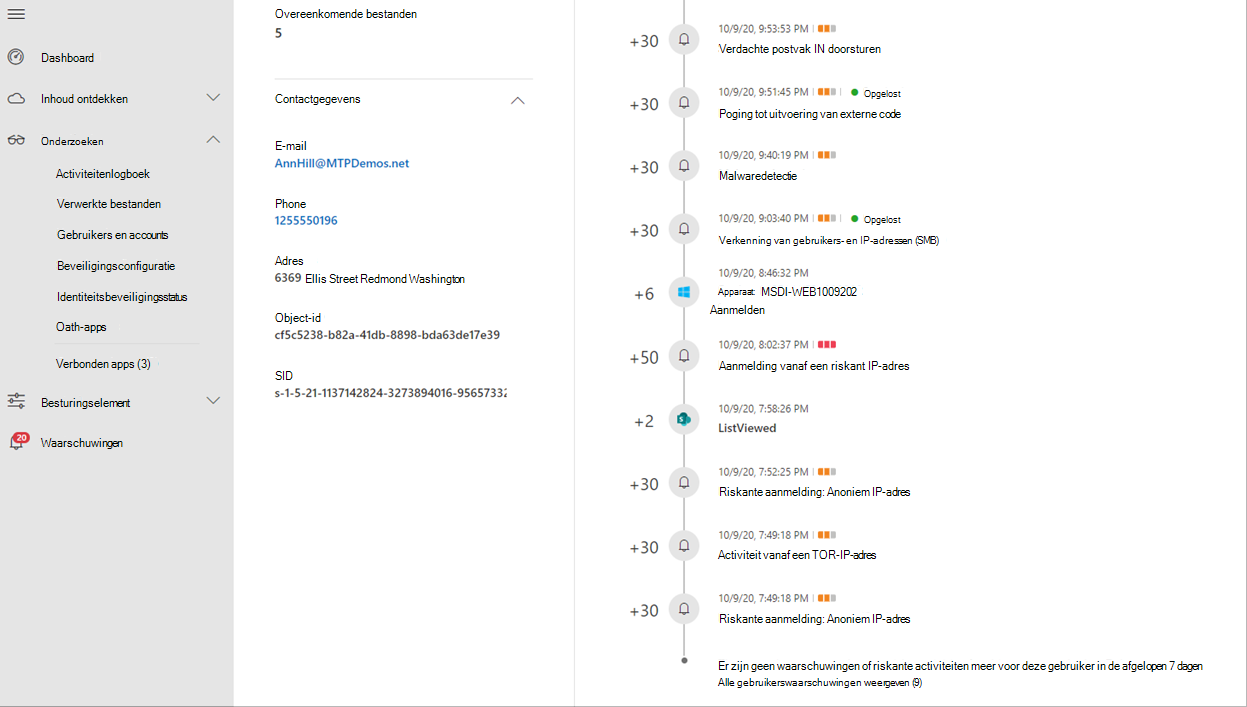 Dashboard
Inhoud ontdekken
Onderzoeken
Activiteitenlogboek
Verwerkte bestanden
Gebruikers en accounts
Beveiligingsconfiguratie
Identiteitsbeveiligingsstatus
Oath-apps
Verbonden apps (3)
Besturingselement
20
Waarschuwingen
Overeenkomende bestanden
5
Contactgegevens
E-mail
AnnHill@MTPDemos.net
Phone
1255550196
Adres
6369 Ellis Street Redmond Washington
Object-id
cf5c5238-b82a-41db-8898-bda63de17e39
SID
s-1-5-21-1137142824-3273894016-95657332
+30
10/9/20, 9:53:53 PM
Verdachte postvak IN doorsturen
+30
10/9/20, 9:51:45 PM Opgelost
Poging tot uitvoering van externe code
+30
10/9/20, 9:40:19 PM
Malwaredetectie
+30
10/9/20, 9:03:40 PM Opgelost
Verkenning van gebruikers- en IP-adressen (SMB)
+6
10/9/20, 8:46:32 PM
Apparaat: MSDI-WEB1009202
Aanmelden
+50
10/9/20, 8:02:37 PM
Aanmelding vanaf een riskant IP-adres
+2
10/9/20, 7:58:26 PM
ListViewed
+30
10/9/20, 7:52:25 PM
Riskante aanmelding: Anoniem IP-adres
+30
10/9/20, 7:49:18 PM
Activiteit vanaf een TOR-IP-adres
+30
10/9/20, 7:49:18 PM
Riskante aanmelding: Anoniem IP-adres
Er zijn geen waarschuwingen of riskante activiteiten meer voor deze gebruiker in de afgelopen 7 dagen
Alle gebruikerswaarschuwingen weergeven (9)